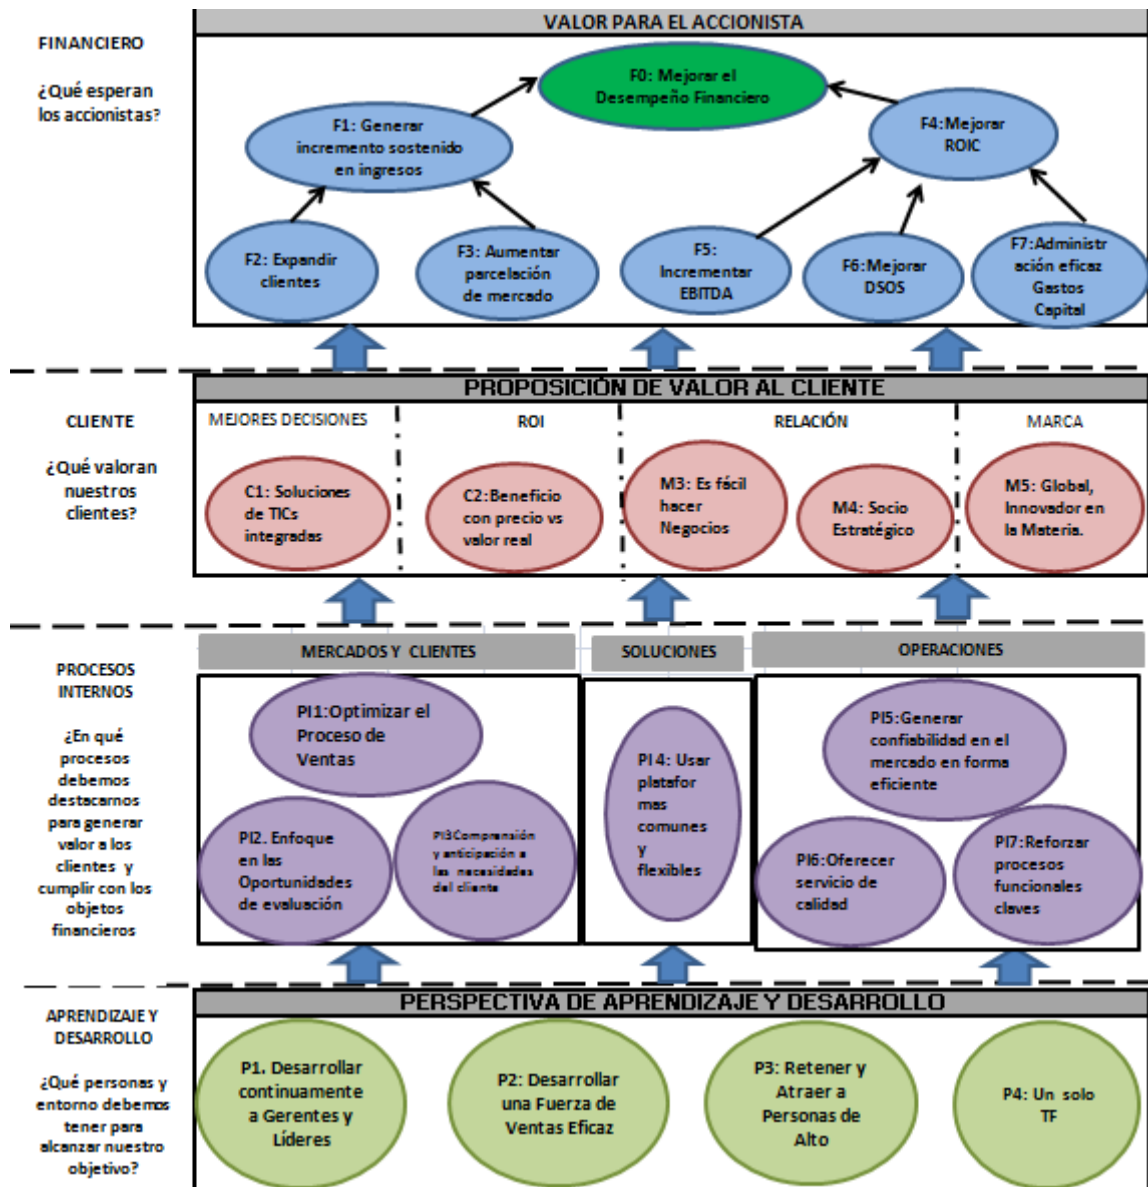 VALOR PARA EL ACCIONISTA
FINANCIERO
¿Qué esperan
los accionistas?
F0: Mejorar el
Desempeño Financiero
F1: Generar
incremento sostenido
en ingresos
F4:Mejorar
ROIC
F2: Expandir
clientes
F3: Aumentar
parcelación
de mercado
F5:
Incrementar
EBITDA
F6:Mejorar
DSOS
F7:Administr
ación eficaz
Gastos
Capital
PROPOSICIÓN DE VALOR AL CLIENTE
CLIENTE
¿Qué valoran
nuestros
clientes?
MEJORES DECISIONES
ROI
RELACIÓN
MARCA
C1: Soluciones
de TICs
integradas
C2:Beneficio
con precio vs
valor real
M3: Es fácil
hacer
Negocios
M4: Socio
Estratégico
M5: Global,
Innovador en
la Materia.
PROCESOS
INTERNOS
¿En qué
procesos
debemos
destacarnos
para generar
valor a los
clientes y
cumplir con los
objetos
financieros
MERCADOS Y CLIENTES
SOLUCIONES
OPERACIONES
PI1:Optimizar el
Proceso de
Ventas
PI2. Enfoque
en las
Oportunidades
de evaluación
PI3Comprensión
y anticipación a
las necesidades
del cliente
PI 4: Usar
platafor
mas
comunes
y
flexibles
PI5:Generar
confiabilidad en el
mercado en forma
eficiente
PI6:Oferecer
servicio de
calidad
PI7:Reforzar
procesos
funcionales
claves
PERSPECTIVA DE APRENDIZAJE Y DESARROLLO
APRENDIZAJE Y
DESARROLLO
¿Qué personas y
entorno debemos
tener para
alcanzar nuestro
objetivo?
P1. Desarrollar
continuamente
a Gerentes y
Líderes
P2: Desarrollar
una Fuerza de
Ventas Eficaz
P3: Retener y
Atraer a
Personas de
Alto
P4: Un solo
TF